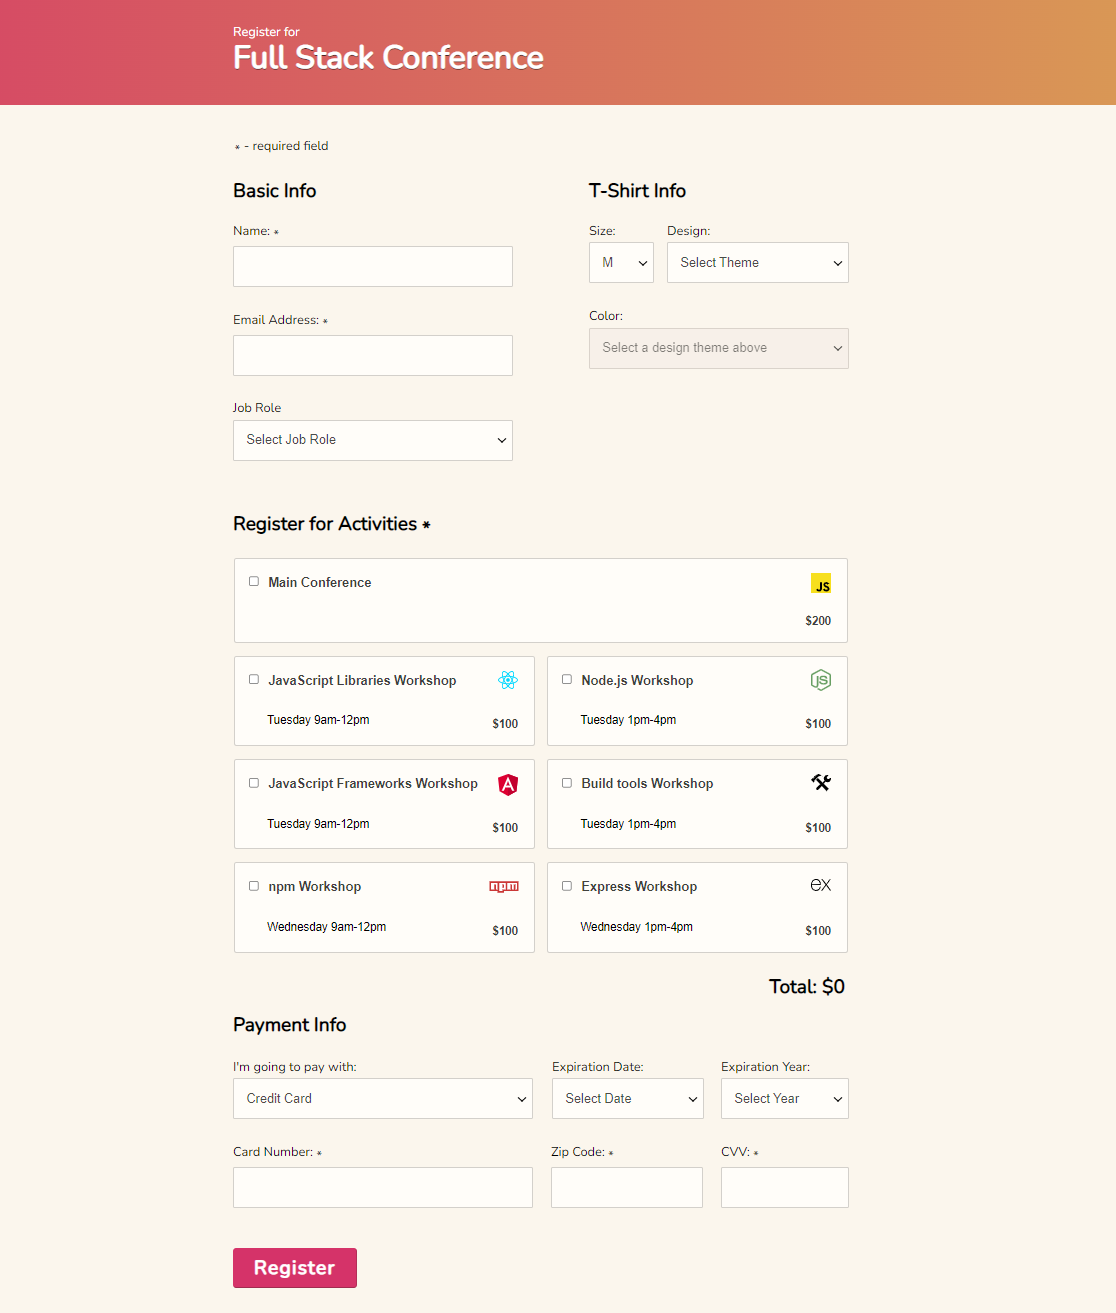 Register for
Full Stack Conference
* - required field
Basic Info
Name: *
Email Address: *
Job Role
Select Job Role
T-Shirt Info
Size:
M
Design:
Select Theme
Color:
Select a design theme above
Register for Activities *
Main Conference
JS
$200
JavaScript Libraries Workshop
Tuesday 9am-12pm
$100
Node.js Workshop
JS
Tuesday 1pm-4pm
$100
JavaScript Frameworks Workshop
A
Tuesday 9am-12pm
$100
Build tools Workshop
Tuesday 1pm-4pm
$100
npm Workshop
npm
Wednesday 9am-12pm
$100
Express Workshop
ex
Wednesday 1pm-4pm
$100
Total: $0
Payment Info
I'm going to pay with:
Credit Card
Expiration Date:
Select Date
Expiration Year:
Select Year
Card Number: *
Zip Code: *
CVV: *
Register